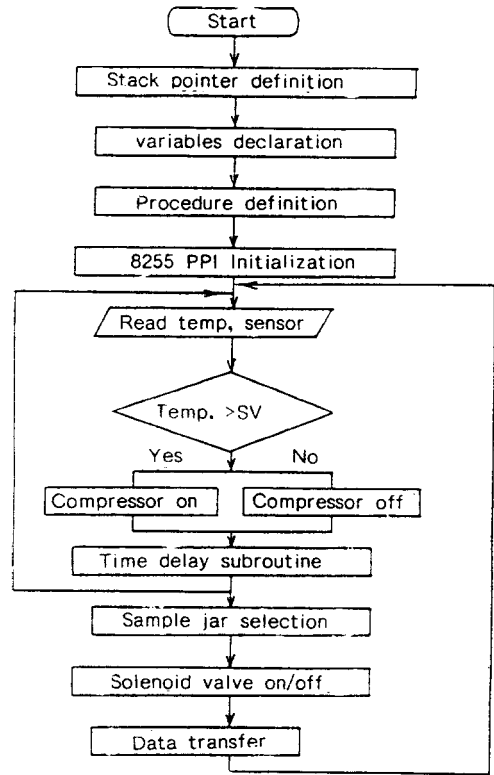 Start
Stack pointer definition
variables declaration
Procedure definition
8255 PPI Initialization
Read temp, sensor
Temp. >SV
Yes No
Compressor on Compressor off
Time delay subroutine
Sample jar selection
Solenoid valve on/off
Data transfer